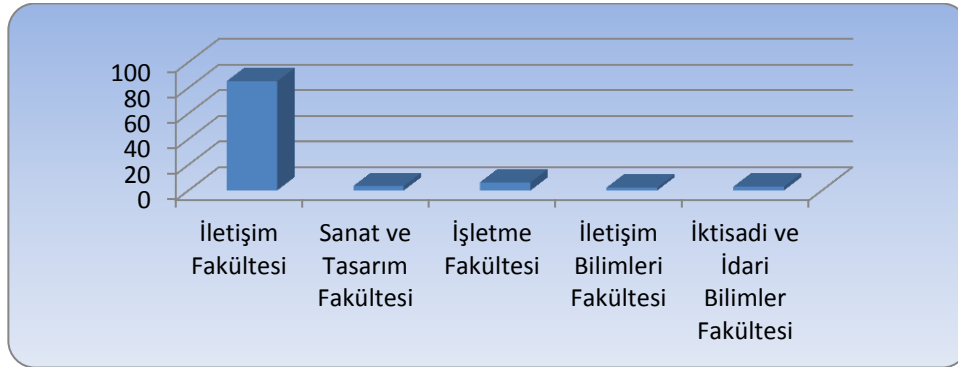 100
80
60
40
20
0
İletişim
Fakültesi
Sanat ve
Tasarım
Fakültesi
İşletme
Fakültesi
İletişim
Bilimleri
Fakültesi
İktisadi ve
İdari
Bilimler
Fakültesi